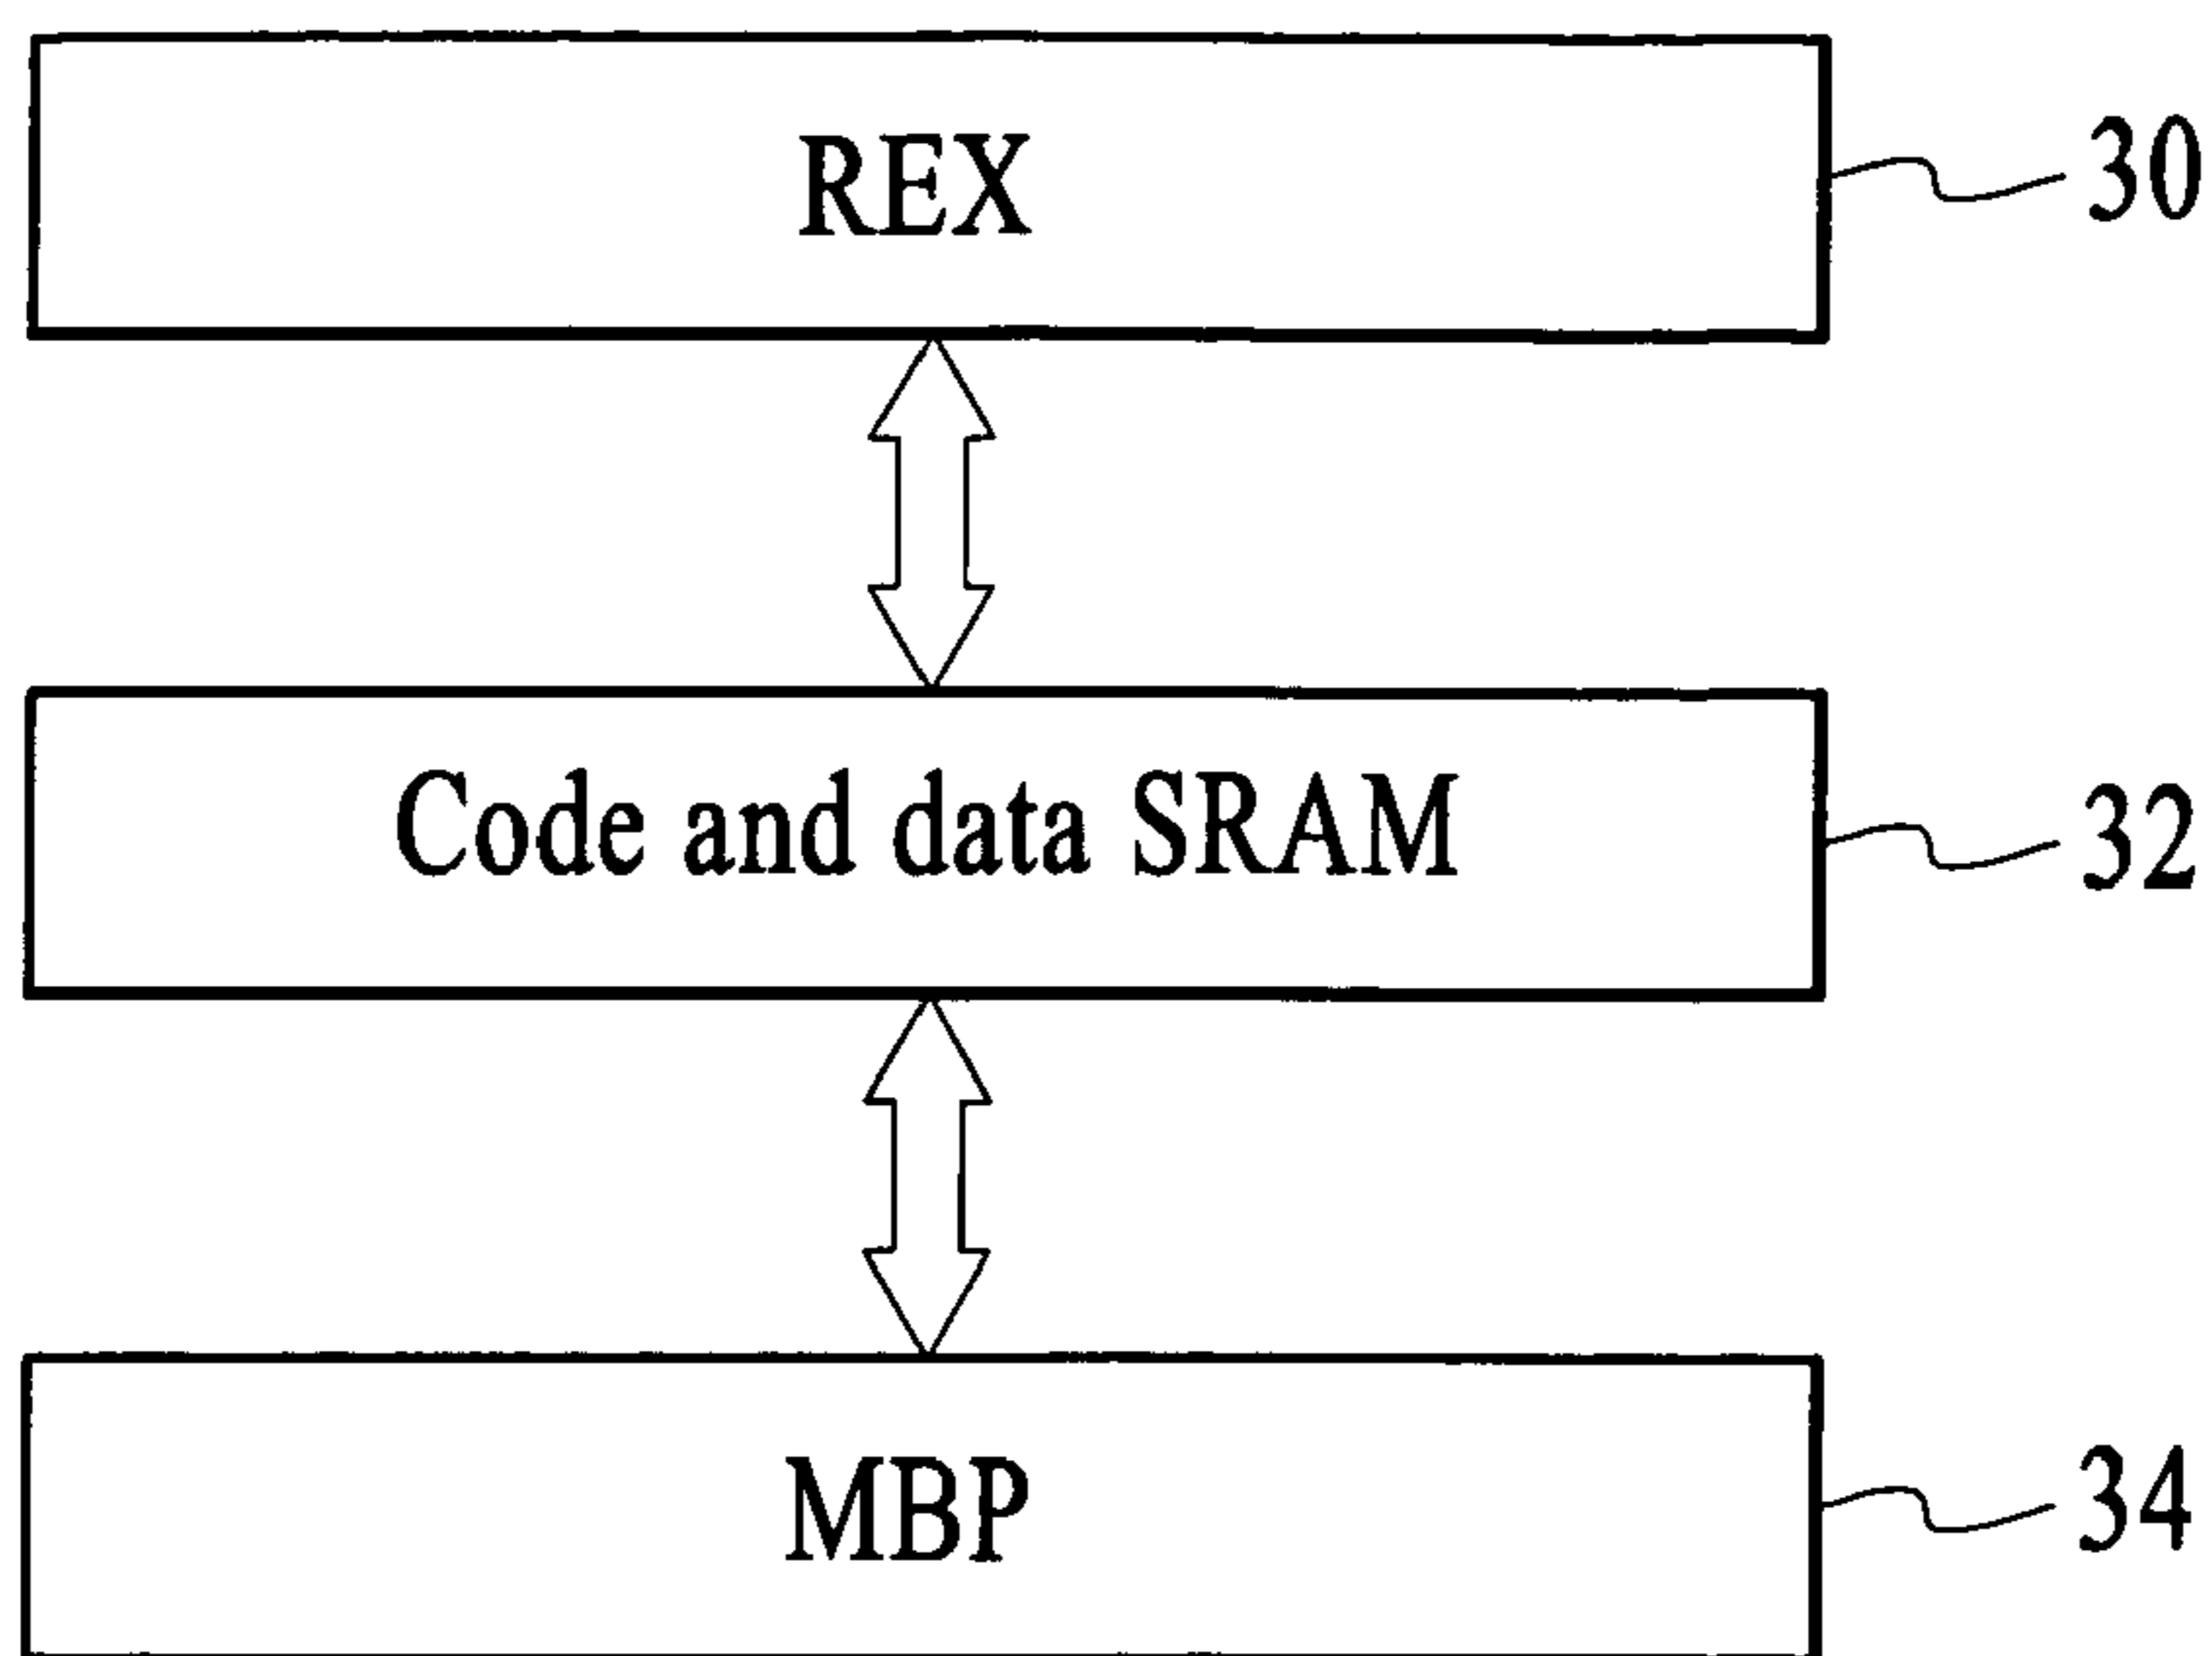 REX
30
Code and data SRAM
32
MBP
34